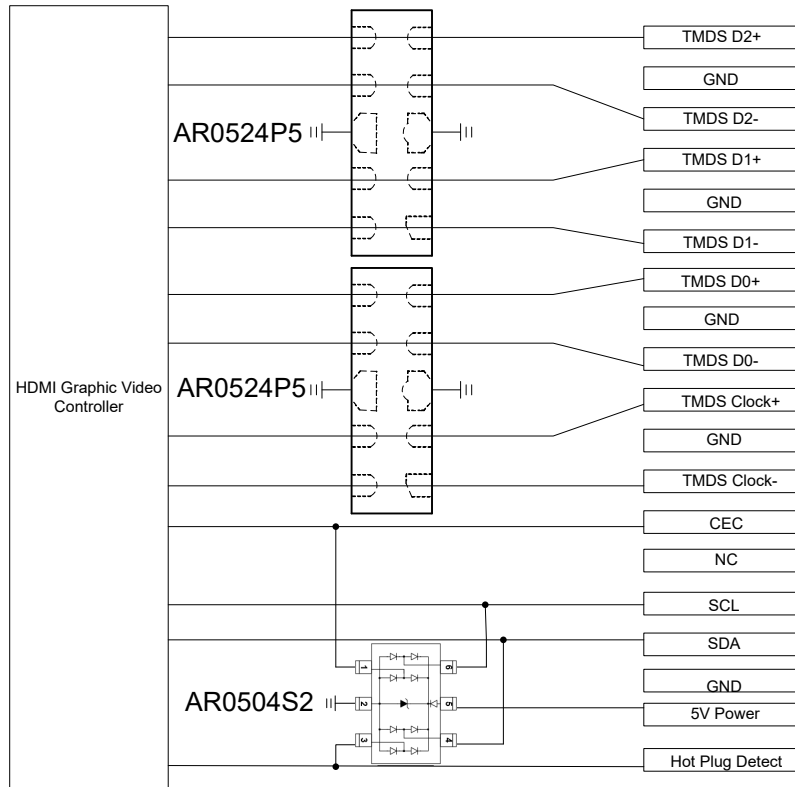 TMDS D2+
GND
AR0524P5
TMDS D2-
TMDS D1+
GND
TMDS D1-
TMDS D0+
GND
TMDS D0-
HDMI Graphic Video
Controller
AR0524P5
TMDS Clock+
GND
TMDS Clock-
CEC
NC
SCL
SDA
1
6
GND
AR0504S2
2
5
5V Power
3
4
Hot Plug Detect